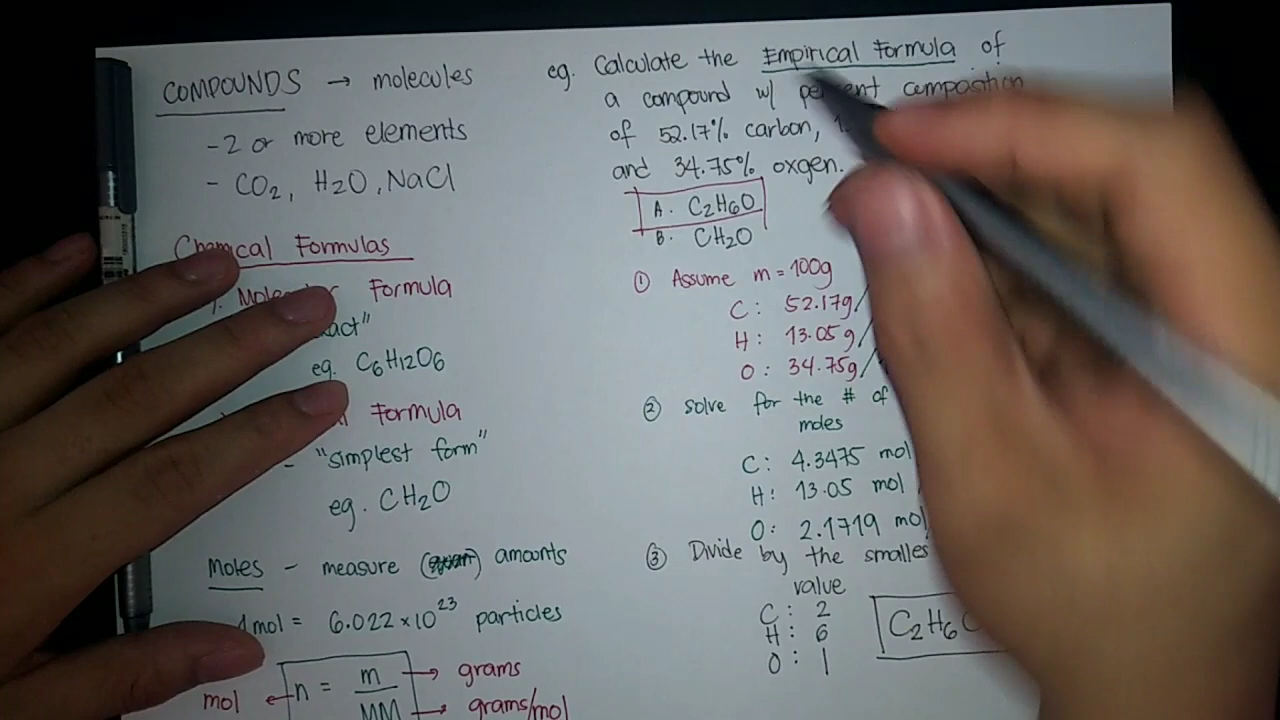 COMPOUNDS → molecules
- 2 or more elements
- CO2, H2O, NaCl
Chemical Formulas
Formula
eg. C6H12O6
Formula
- "simplest form"
eg. CH2O
Moles - measure amounts
1 mol = 6.022 × 10^23 particles
mol ← n = m/MM → grams
→ grams/mol
eg. Calculate the Empirical Formula of
a compound w/ percent composition
of 52.17% carbon,
and 34.75% oxgen.
A. C2H6O
B. CH2O
① Assume m = 100g
C: 52.17g/
H: 13.05g/
O: 34.75g/
② solve for the # of
moles
C: 4.3475 mol
H: 13.05 mol
O: 2.1719 mol
③ Divide by the smalles
value
C: 2
H: 6
O: 1
C2H6